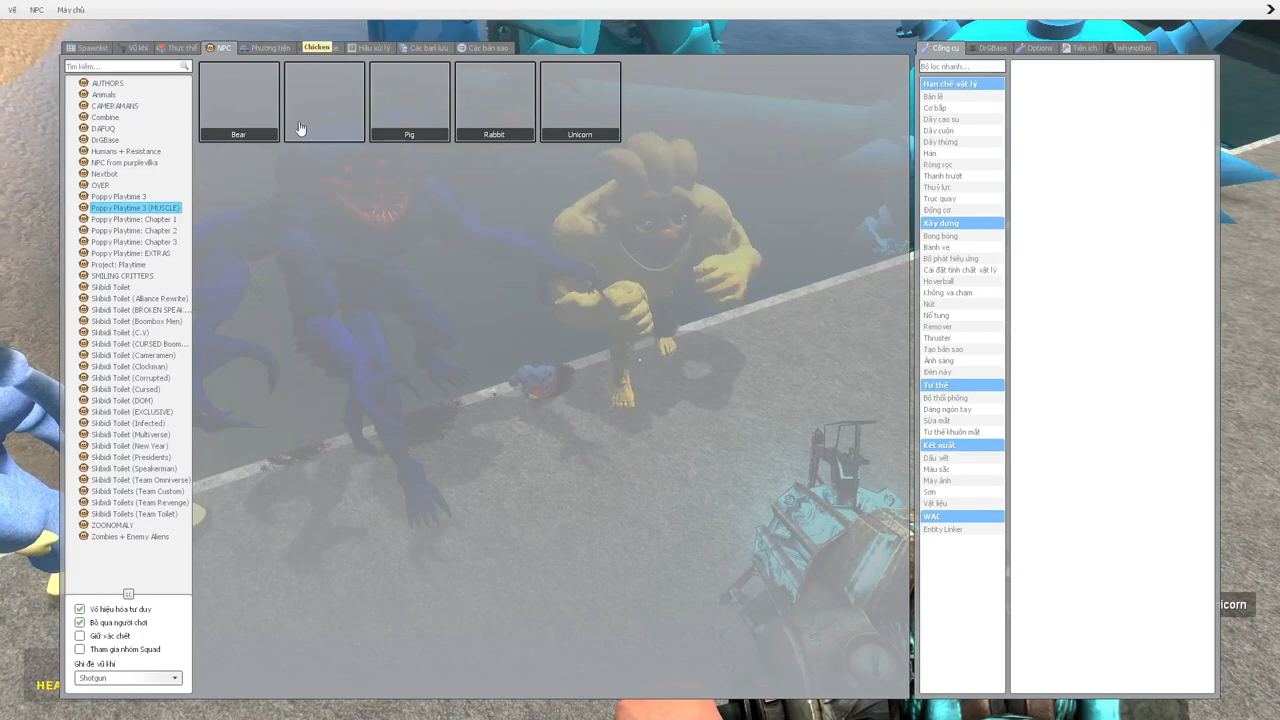 Vẽ NPC Máy chủ
Spawnlist Vũ khí Thực thể NPC Phương tiện Chicken Hậu xử lý Các bản lưu Các bản sao
Công cụ DrGBase Options Tiện ích whynotboi
Tìm kiếm...
Bộ lọc nhanh...
AUTHORS
Animals
CAMERAMANS
Combine
DAFUQ
DrGBase
Humans + Resistance
NPC from purplevilka
Nextbot
OVER
Poppy Playtime 3
Poppy Playtime 3 (MUSCLE)
Poppy Playtime: Chapter 1
Poppy Playtime: Chapter 2
Poppy Playtime: Chapter 3
Poppy Playtime: EXTRAS
Project: Playtime
SMILING CRITTERS
Skibidi Toilet
Skibidi Toilet (Alliance Rewrite)
Skibidi Toilet (BROKEN SPEAK...
Skibidi Toilet (Boombox Men)
Skibidi Toilet (C.V)
Skibidi Toilet (CURSED Boom...
Skibidi Toilet (Cameramen)
Skibidi Toilet (Clockman)
Skibidi Toilet (Corrupted)
Skibidi Toilet (Cursed)
Skibidi Toilet (DOM)
Skibidi Toilet (EXCLUSIVE)
Skibidi Toilet (Infected)
Skibidi Toilet (Multiverse)
Skibidi Toilet (New Year)
Skibidi Toilet (Presidents)
Skibidi Toilet (Speakerman)
Skibidi Toilet (Team Omniverse)
Skibidi Toilets (Team Custom)
Skibidi Toilets (Team Revenge)
Skibidi Toilets (Team Toilet)
ZOONOMALY
Zombies + Enemy Aliens
Vô hiệu hóa tư duy
Bỏ qua người chơi
Giữ xác chết
Tham gia nhóm Squad
Ghi đè vũ khí
Shotgun
Bear Pig Rabbit Unicorn
Hạn chế vật lý
Bản lề
Cơ bắp
Dây cao su
Dây cuộn
Dây thừng
Hàn
Ròng rọc
Thanh trượt
Thuỷ lực
Trục quay
Động cơ
Xây dựng
Bong bóng
Bánh xe
Bộ phát hiệu ứng
Cài đặt tính chất vật lý
Hoverball
Không va chạm
Nút
Nổ tung
Remover
Thruster
Tạo bản sao
Ánh sáng
Đèn này
Tư thế
Bộ thổi phồng
Dáng ngón tay
Sửa mắt
Tư thế khuôn mặt
Kết xuất
Dấu vết
Màu sắc
Máy ảnh
Sơn
Vật liệu
WAC
Entity Linker
icorn
HEA